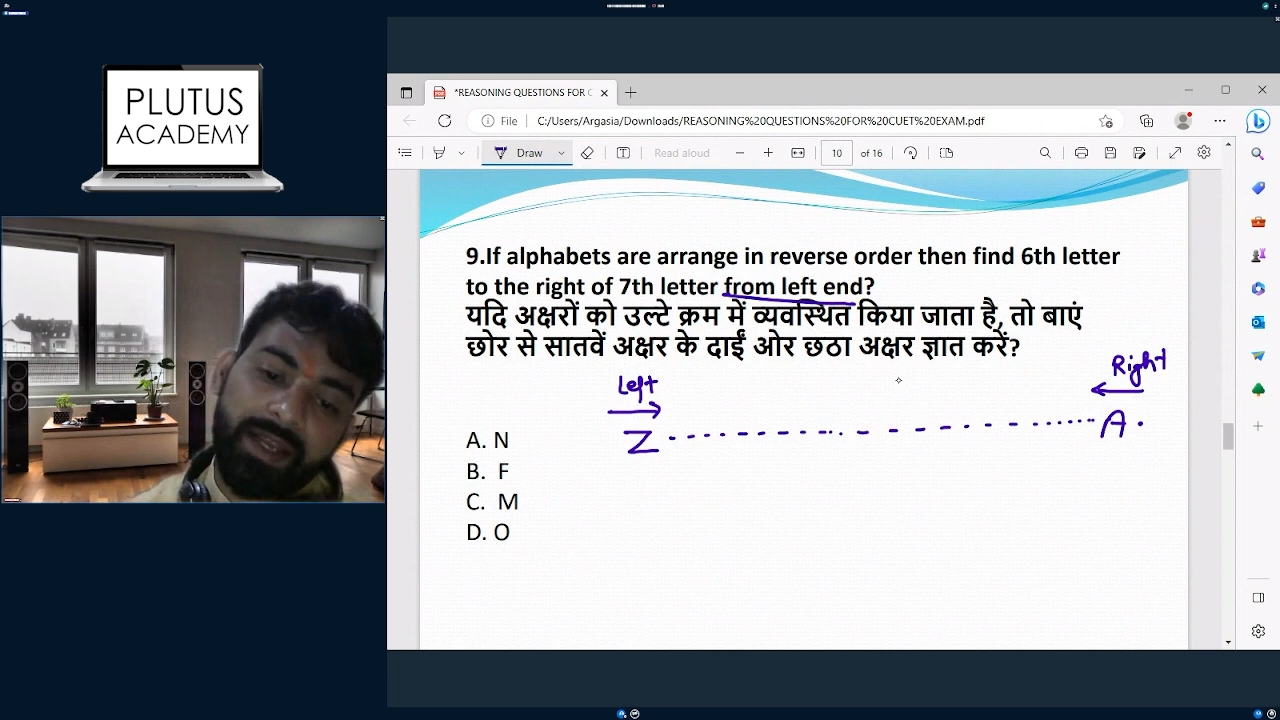 PLUTUS
ACADEMY
*REASONING QUESTIONS FOR C
File
C:/Users/Argasia/Downloads/REASONING%20QUESTIONS%20FOR%20CUET%20EXAM.pdf
Draw
Read aloud
10 of 16
9.If alphabets are arrange in reverse order then find 6th letter
to the right of 7th letter from left end?
यदि अक्षरों को उल्टे क्रम में व्यवस्थित किया जाता है, तो बाएं
छोर से सातवें अक्षर के दाईं ओर छठा अक्षर ज्ञात करें?
Left
Right
Z A
A. N
B. F
C. M
D. O